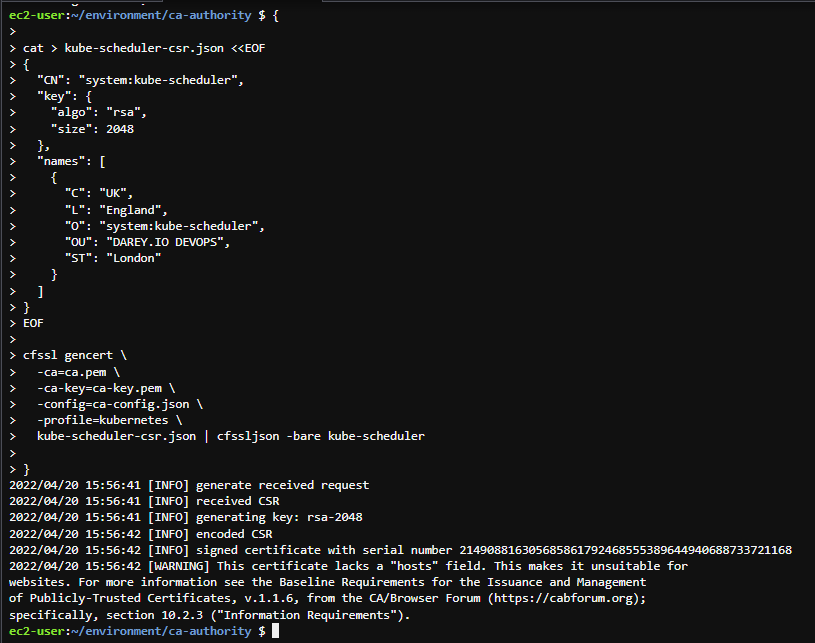 ec2-user:~/environment/ca-authority $ {
>
> cat > kube-scheduler-csr.json <<EOF
> {
>   "CN": "system:kube-scheduler",
>   "key": {
>     "algo": "rsa",
>     "size": 2048
>   },
>   "names": [
>     {
>       "C": "UK",
>       "L": "England",
>       "O": "system:kube-scheduler",
>       "OU": "DAREY.IO DEVOPS",
>       "ST": "London"
>     }
>   ]
> }
> EOF
>
> cfssl gencert \
>   -ca=ca.pem \
>   -ca-key=ca-key.pem \
>   -config=ca-config.json \
>   -profile=kubernetes \
>   kube-scheduler-csr.json | cfssljson -bare kube-scheduler
>
> }
2022/04/20 15:56:41 [INFO] generate received request
2022/04/20 15:56:41 [INFO] received CSR
2022/04/20 15:56:41 [INFO] generating key: rsa-2048
2022/04/20 15:56:42 [INFO] encoded CSR
2022/04/20 15:56:42 [INFO] signed certificate with serial number 214908816305685861792468555389644940688733721168
2022/04/20 15:56:42 [WARNING] This certificate lacks a "hosts" field. This makes it unsuitable for
websites. For more information see the Baseline Requirements for the Issuance and Management
of Publicly-Trusted Certificates, v.1.1.6, from the CA/Browser Forum (https://cabforum.org);
specifically, section 10.2.3 ("Information Requirements").
ec2-user:~/environment/ca-authority $